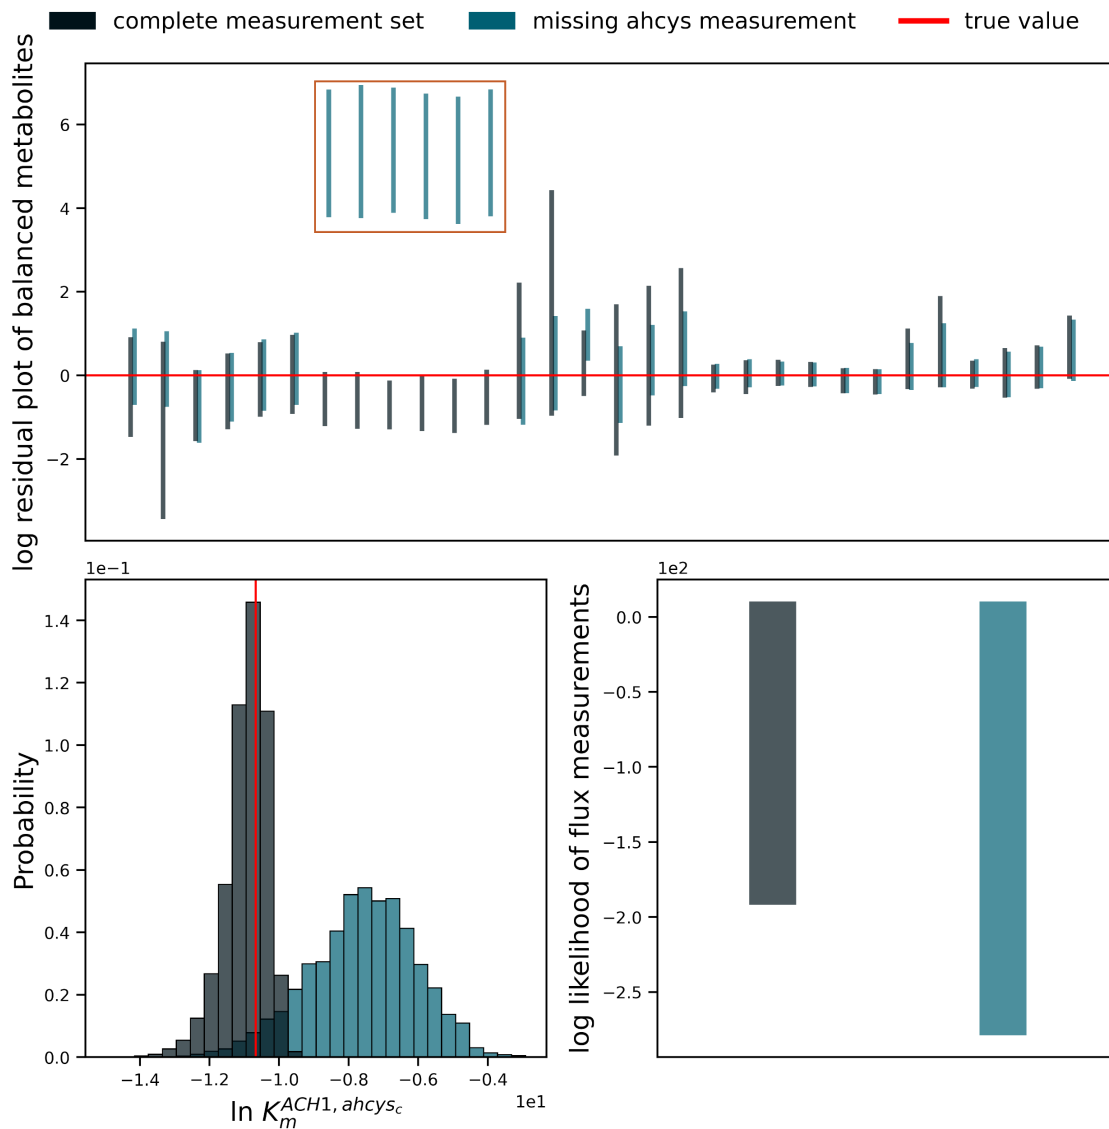 complete measurement set
missing ahcys measurement
true value
log residual plot of balanced metabolites
6
4
2
0
−2
1e−1
Probability
1.4
1.2
1.0
0.8
0.6
0.4
0.2
0.0
−1.4
−1.2
−1.0
−0.8
−0.6
−0.4
1e1
ln K_m^{ACH1, ahcys_c}
1e2
log likelihood of flux measurements
0.0
−0.5
−1.0
−1.5
−2.0
−2.5